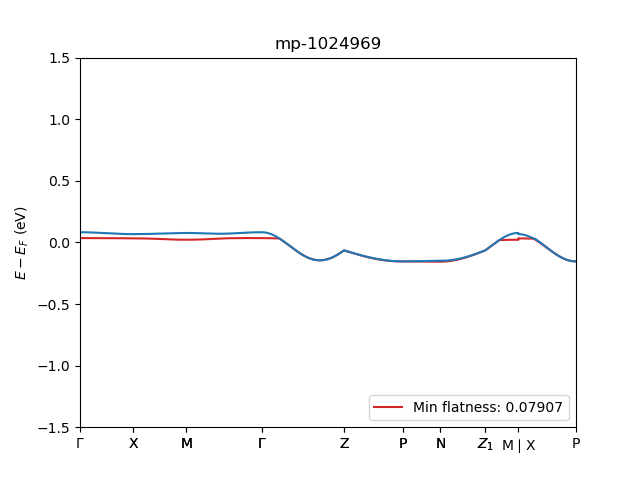 mp-1024969
E − E_F (eV)
1.5
1.0
0.5
0.0
−0.5
−1.0
−1.5
Min flatness: 0.07907
Γ X M Γ Z P N Z₁ M | X P